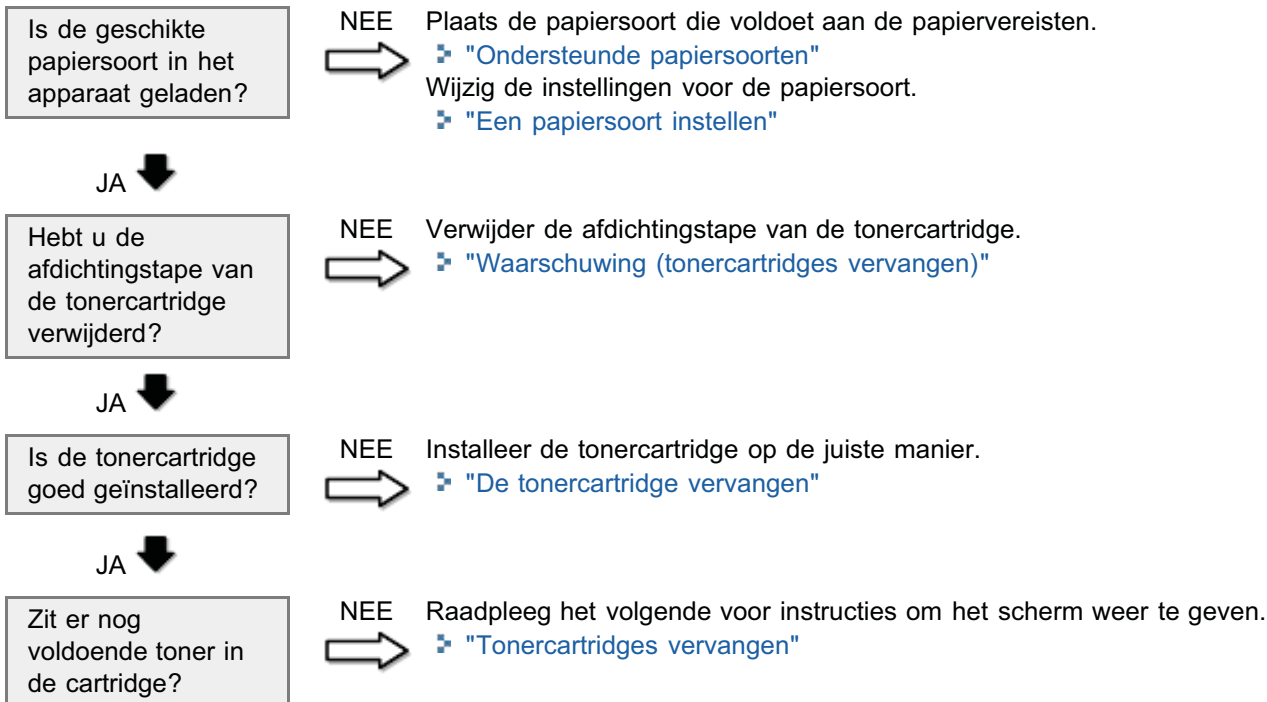 Is de geschikte
papiersoort in het
apparaat geladen?
NEE
Plaats de papiersoort die voldoet aan de papiervereisten.
"Ondersteunde papiersoorten"
Wijzig de instellingen voor de papiersoort.
"Een papiersoort instellen"
JA
Hebt u de
afdichtingstape van
de tonercartridge
verwijderd?
NEE
Verwijder de afdichtingstape van de tonercartridge.
"Waarschuwing (tonercartridges vervangen)"
JA
Is de tonercartridge
goed geïnstalleerd?
NEE
Installeer de tonercartridge op de juiste manier.
"De tonercartridge vervangen"
JA
Zit er nog
voldoende toner in
de cartridge?
NEE
Raadpleeg het volgende voor instructies om het scherm weer te geven.
"Tonercartridges vervangen"